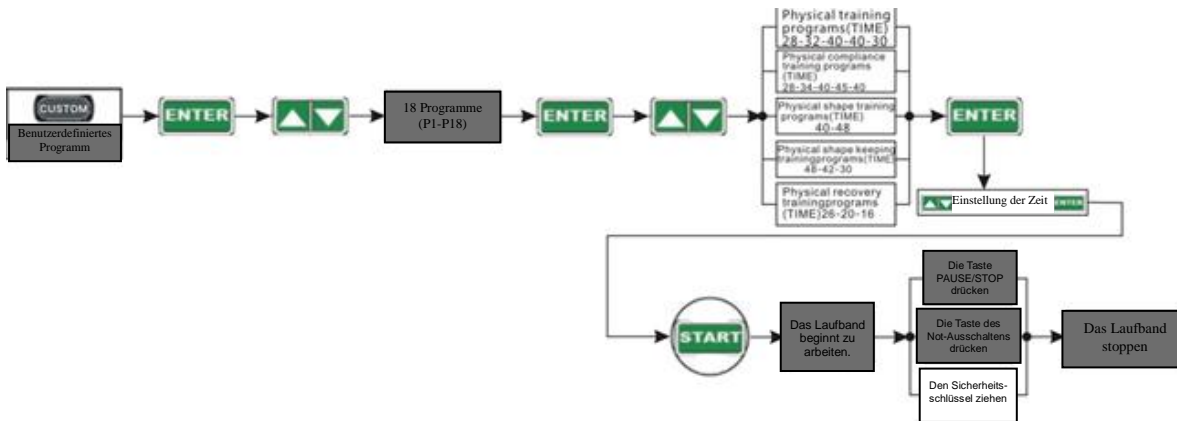 CUSTOM
Benutzerdefiniertes
Programm
ENTER
18 Programme
(P1-P18)
ENTER
Physical training
programs(TIME)
28-32-40-40-30
Physical compliance
training programs
(TIME)
28-34-40-45-40
Physical shape training
programs(TIME)
40-48
Physical shape keeping
trainingprograms(TIME)
48-42-30
Physical recovery
trainingprograms
(TIME)26-20-16
ENTER
Einstellung der Zeit ENTER
START
Das Laufband
beginnt zu
arbeiten.
Die Taste
PAUSE/STOP
drücken
Die Taste des
Not-Ausschaltens
drücken
Den Sicherheits-
schlüssel ziehen
Das Laufband
stoppen